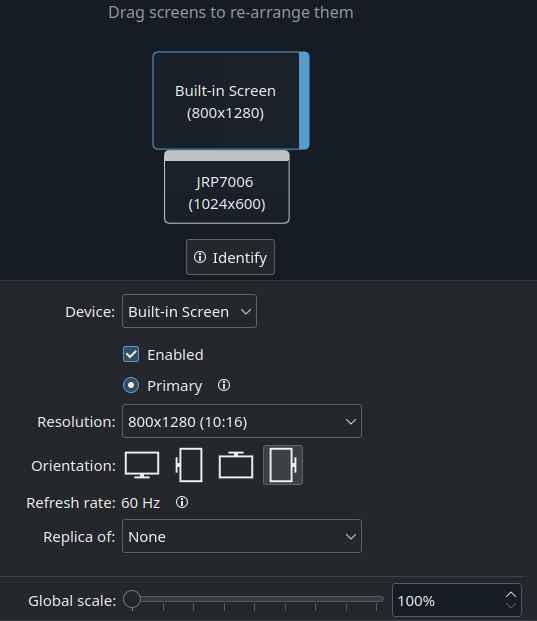 Drag screens to re-arrange them
Built-in Screen
(800x1280)
JRP7006
(1024x600)
Identify
Device: Built-in Screen
Enabled
Primary
Resolution: 800x1280 (10:16)
Orientation:
Refresh rate: 60 Hz
Replica of: None
Global scale: 100%